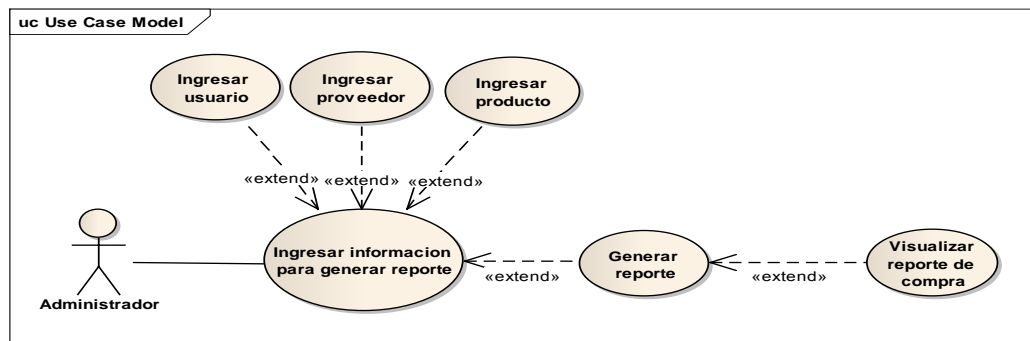 uc Use Case Model
Ingresar
usuario
Ingresar
proveedor
Ingresar
producto
«extend»
«extend»
«extend»
Administrador
Ingresar informacion
para generar reporte
«extend»
Generar
reporte
«extend»
Visualizar
reporte de
compra